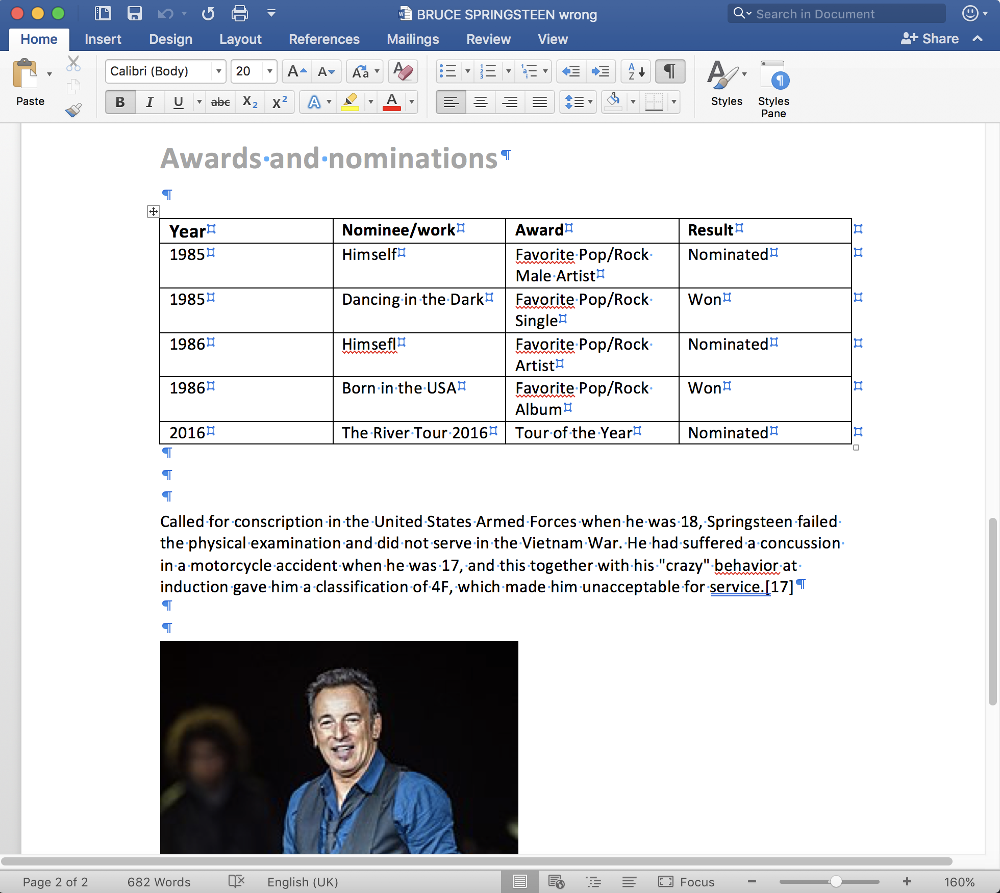 BRUCE SPRINGSTEEN wrong
Search in Document
Home Insert Design Layout References Mailings Review View Share
Paste
Calibri (Body) 20
Styles
Styles Pane
Awards and nominations
Year Nominee/work Award Result
1985 Himself Favorite Pop/Rock Male Artist Nominated
1985 Dancing in the Dark Favorite Pop/Rock Single Won
1986 Himsefl Favorite Pop/Rock Artist Nominated
1986 Born in the USA Favorite Pop/Rock Album Won
2016 The River Tour 2016 Tour of the Year Nominated
Called for conscription in the United States Armed Forces when he was 18, Springsteen failed
the physical examination and did not serve in the Vietnam War. He had suffered a concussion
in a motorcycle accident when he was 17, and this together with his "crazy" behavior at
induction gave him a classification of 4F, which made him unacceptable for service.[17]
Page 2 of 2 682 Words English (UK) Focus 160%